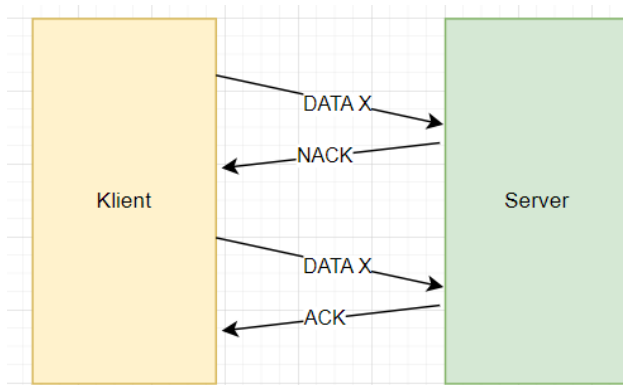 DATA X
NACK
Klient
Server
DATA X
ACK